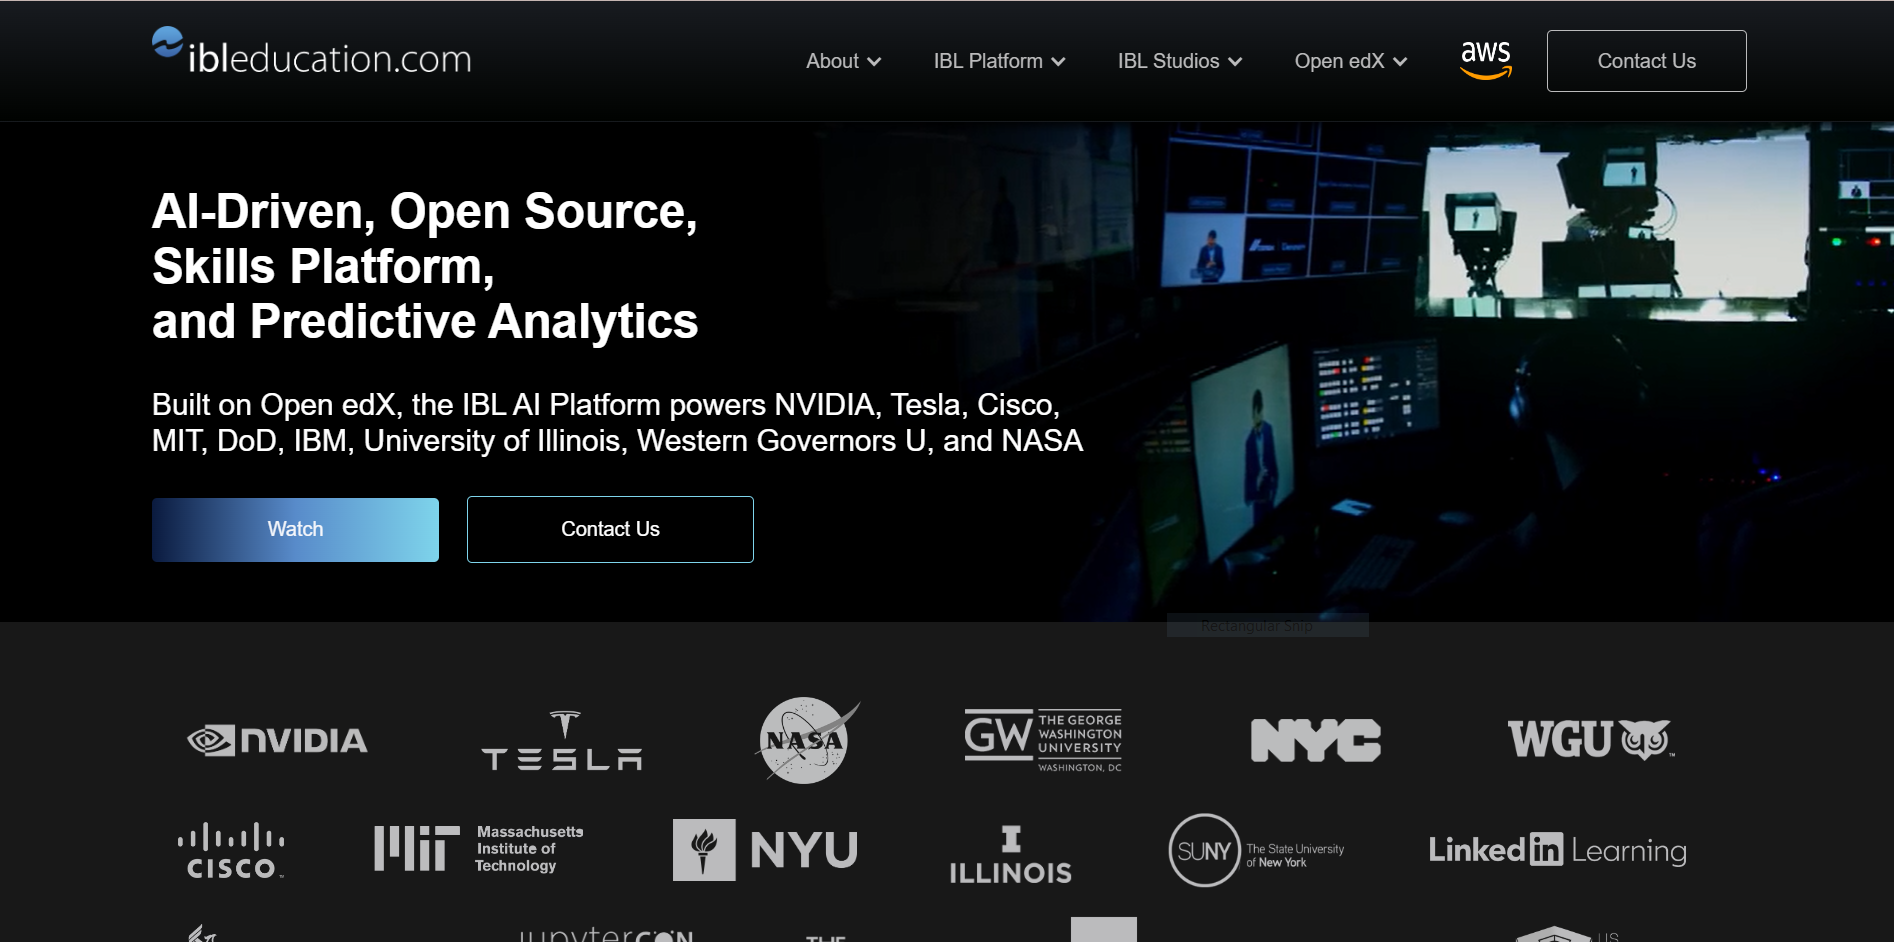 ibleducation.com
About
IBL Platform
IBL Studios
Open edX
aws
Contact Us
AI-Driven, Open Source,
Skills Platform,
and Predictive Analytics
Built on Open edX, the IBL AI Platform powers NVIDIA, Tesla, Cisco,
MIT, DoD, IBM, University of Illinois, Western Governors U, and NASA
Watch
Contact Us
Rectangular Snip
NVIDIA
TESLA
NASA
GW
THE GEORGE
WASHINGTON
UNIVERSITY
WASHINGTON, DC
NYC
WGU
CISCO
MIT
Massachusetts
Institute of
Technology
NYU
I
ILLINOIS
SUNY
The State University
of New York
LinkedIn Learning
jupytercon
THE
US